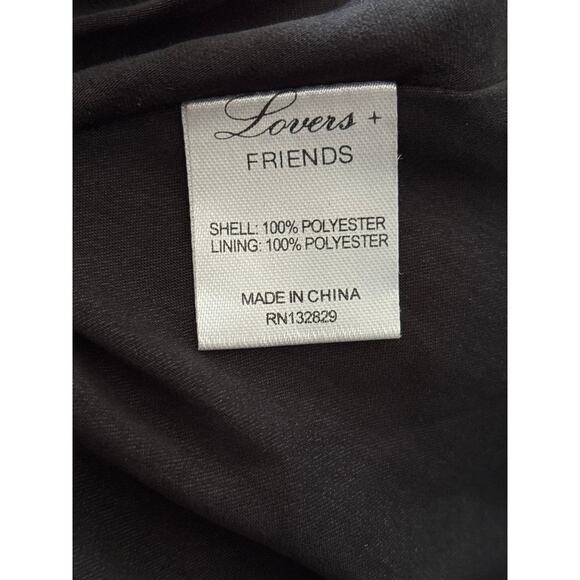 Lovers +
FRIENDS
SHELL: 100% POLYESTER
LINING: 100% POLYESTER
MADE IN CHINA
RN132829